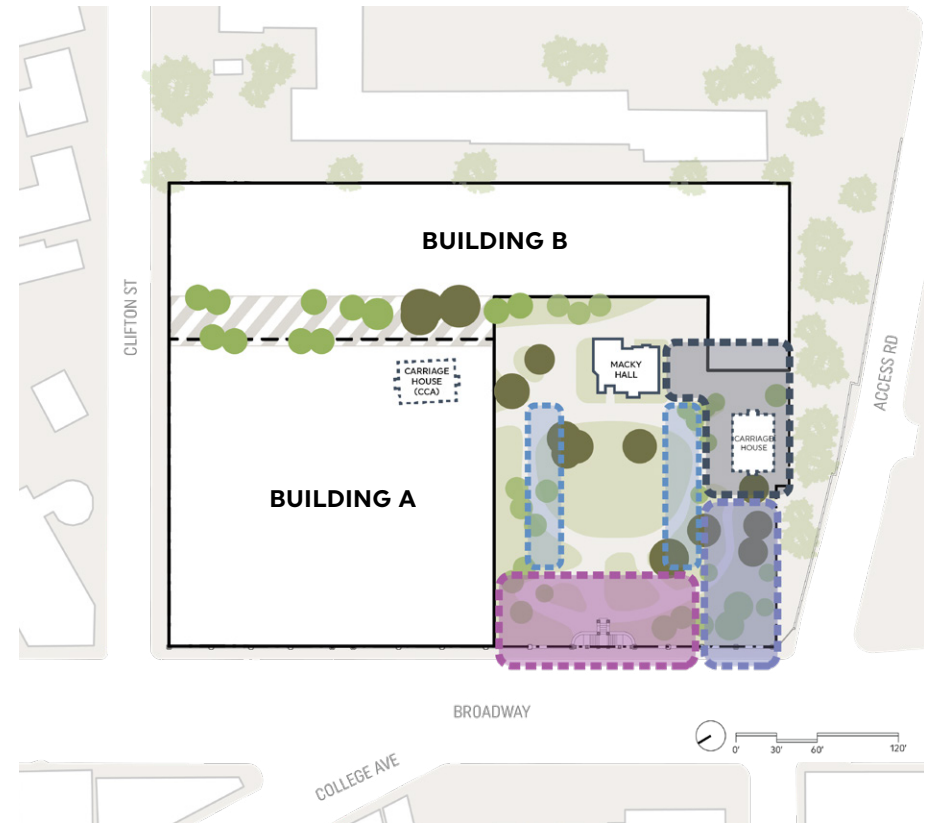 BUILDING B
CLIFTON ST
ACCESS RD
MACKY
HALL
CARRIAGE
HOUSE
(CCA)
CARRIAGE
HOUSE
BUILDING A
BROADWAY
0' 30' 60' 120'
COLLEGE AVE